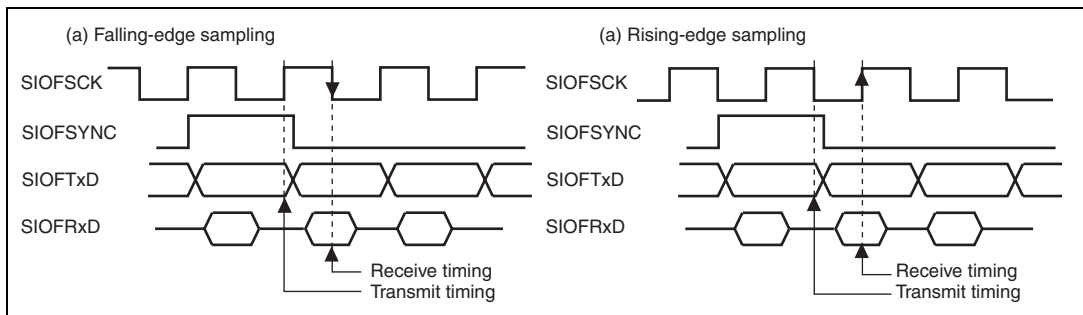 (a) Falling-edge sampling
SIOFSCK
SIOFSYNC
SIOFTxD
SIOFRxD
Receive timing
Transmit timing
(a) Rising-edge sampling
SIOFSCK
SIOFSYNC
SIOFTxD
SIOFRxD
Receive timing
Transmit timing